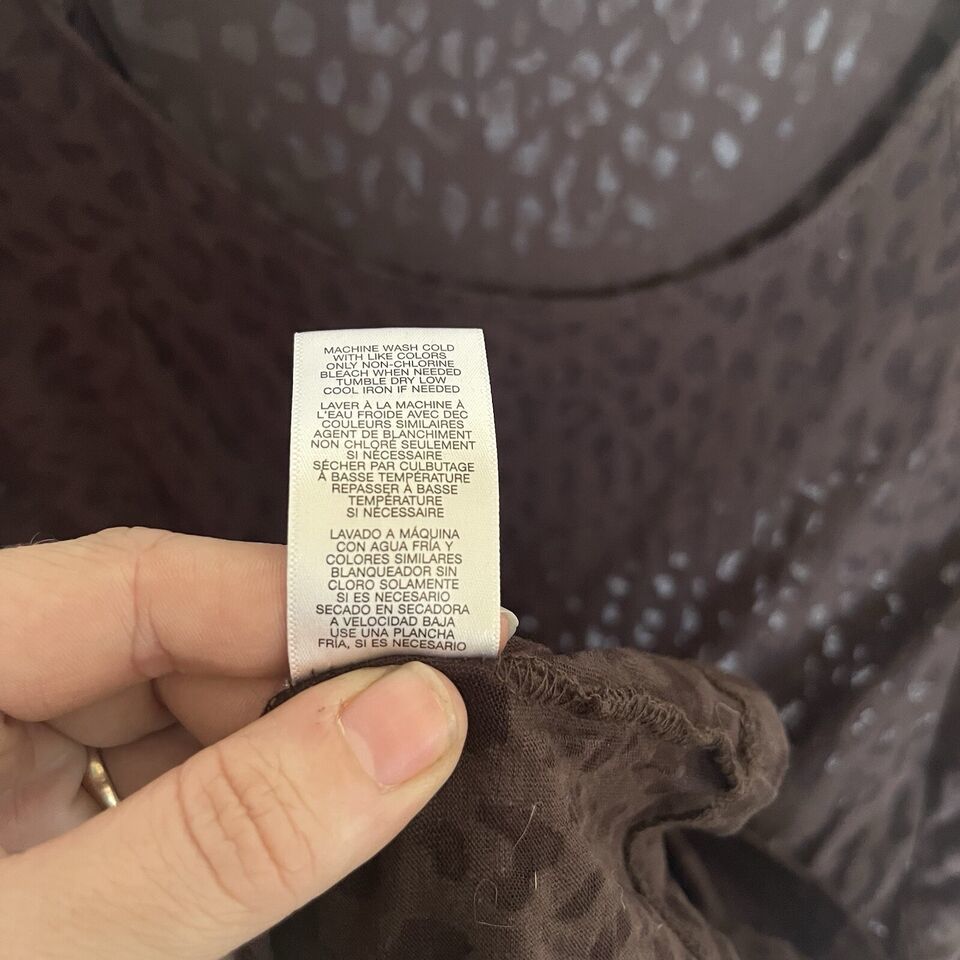 MACHINE WASH COLD
WITH LIKE COLORS
ONLY NON-CHLORINE
BLEACH WHEN NEEDED
TUMBLE DRY LOW
COOL IRON IF NEEDED
LAVER À LA MACHINE À
L'EAU FROIDE AVEC DEC
COULEURS SIMILAIRES
AGENT DE BLANCHIMENT
NON CHLORÉ SEULEMENT
SI NÉCESSAIRE
SÉCHER PAR CULBUTAGE
À BASSE TEMPÉRATURE
REPASSER À BASSE
TEMPÉRATURE
SI NÉCESSAIRE
LAVADO A MÁQUINA
CON AGUA FRÍA Y
COLORES SIMILARES
BLANQUEADOR SIN
CLORO SOLAMENTE
SI ES NECESARIO
SECADO EN SECADORA
A VELOCIDAD BAJA
USE UNA PLANCHA
FRÍA, SI ES NECESARIO